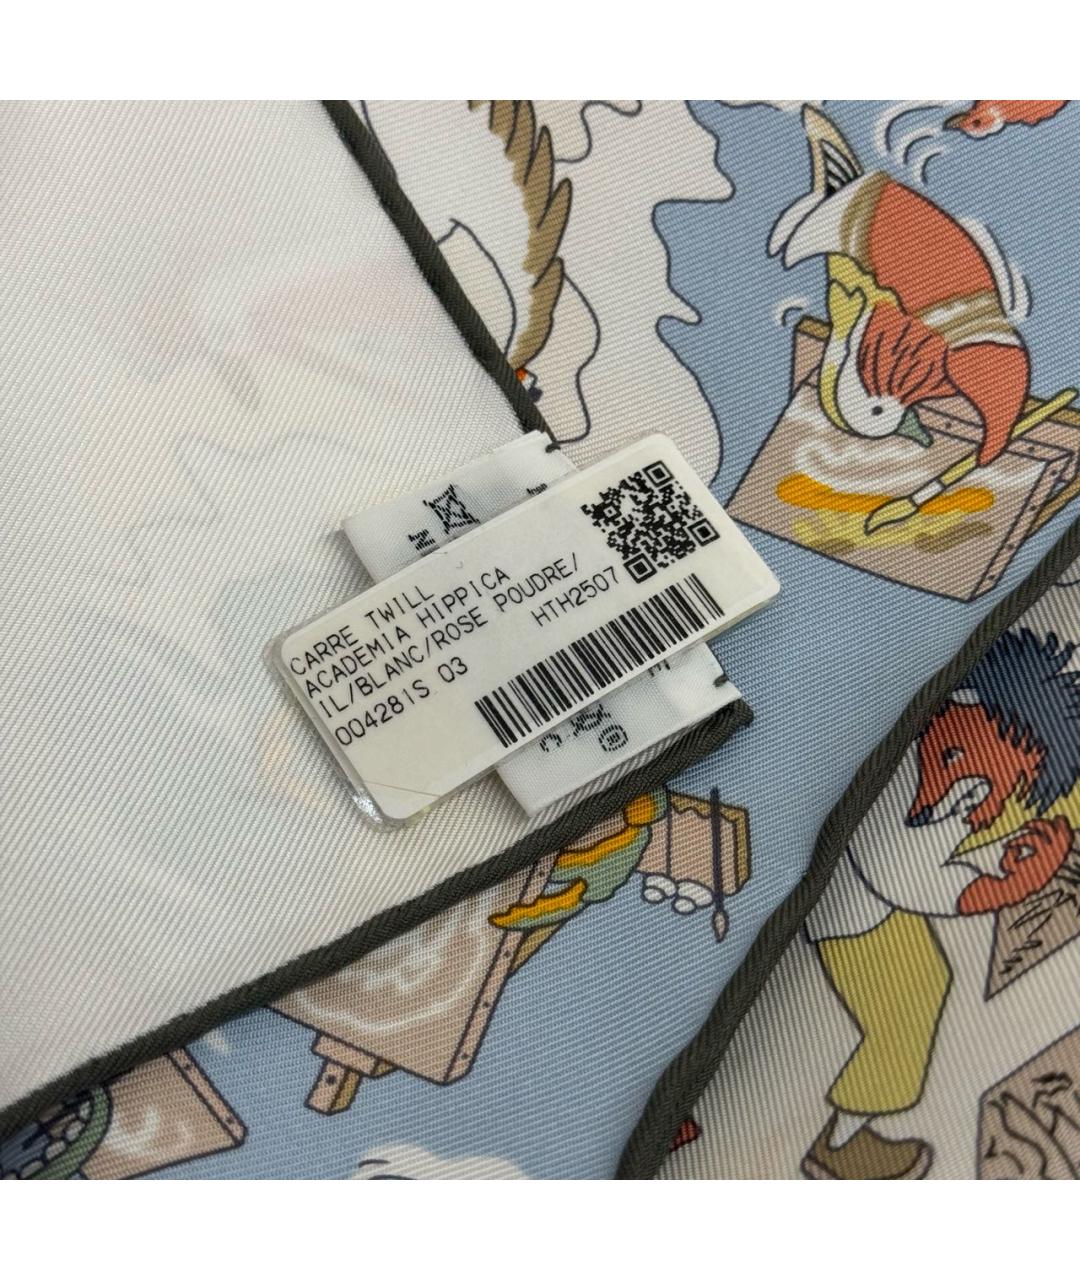 CARRE TWILL
ACADEMIA HIPPICA
IL/BLANC/ROSE POUDRE/
004281S 03
HTH2507